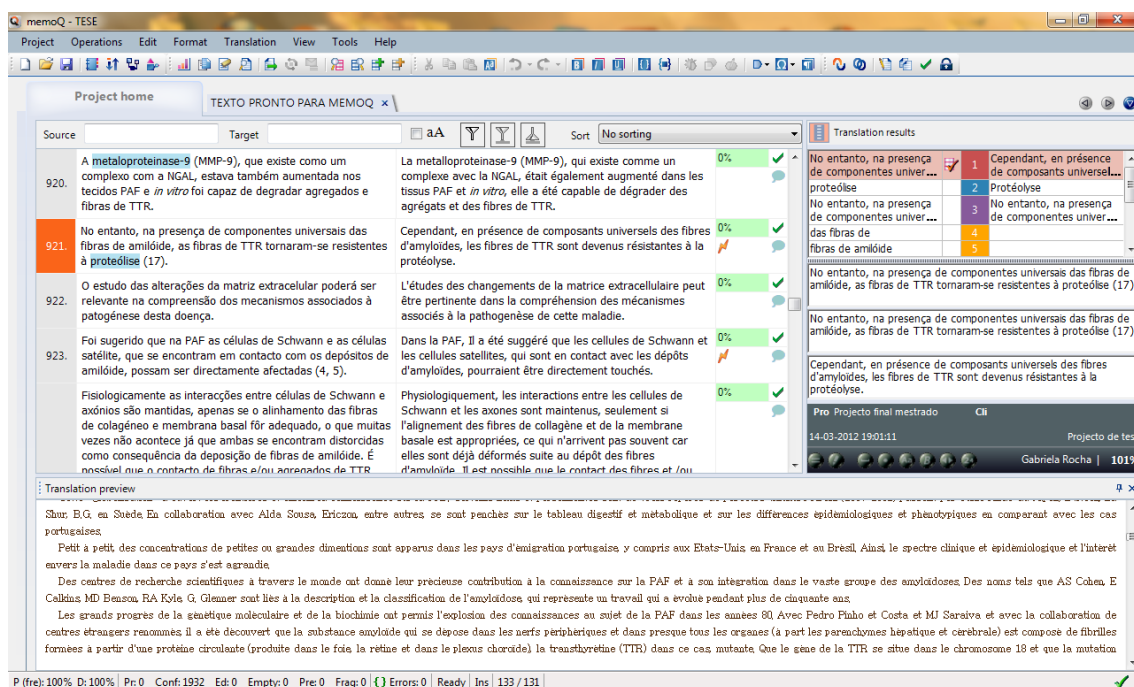 memoQ - TESE
Project Operations Edit Format Translation View Tools Help
Project home
TEXTO PRONTO PARA MEMOQ ×
Source Target aA Sort No sorting
Translation results
920.
A metaloproteinase-9 (MMP-9), que existe como um
complexo com a NGAL, estava também aumentada nos
tecidos PAF e in vitro foi capaz de degradar agregados e
fibras de TTR.
La metalloproteinase-9 (MMP-9), qui existe comme un
complexe avec la NGAL, était également augmenté dans les
tissus PAF et in vitro, elle a été capable de dégrader des
agrégats et des fibres de TTR.
0%
921.
No entanto, na presença de componentes universais das
fibras de amilóide, as fibras de TTR tornaram-se resistentes
à proteólise (17).
Cependant, en présence de composants universels des fibres
d'amyloïdes, les fibres de TTR sont devenus résistantes à la
protéolyse.
0%
922.
O estudo das alterações da matriz extracelular poderá ser
relevante na compreensão dos mecanismos associados à
patogénese desta doença.
L'études des changements de la matrice extracellulaire peut
être pertinente dans la compréhension des mécanismes
associés à la pathogenèse de cette maladie.
0%
923.
Foi sugerido que na PAF as células de Schwann e as células
satélite, que se encontram em contacto com os depósitos de
amilóide, possam ser directamente afectadas (4, 5).
Dans la PAF, Il a été suggéré que les cellules de Schwann et
les cellules satellites, qui sont en contact avec les dépôts
d'amyloïdes, pourraient être directement touchés.
0%
Fisiologicamente as interacções entre células de Schwann e
axónios são mantidas, apenas se o alinhamento das fibras
de colagéneo e membrana basal fôr adequado, o que muitas
vezes não acontece já que ambas se encontram distorcidas
como consequência da deposição de fibras de amilóide. É
possível que o contacto de fibras e/ou agregados de TTR
Physiologiquement, les interactions entre les cellules de
Schwann et les axones sont maintenus, seulement si
l'alignement des fibres de collagène et de la membrane
basale est appropriées, ce qui n'arrivent pas souvent car
elles sont déjà déformés suite au dépôt des fibres
d'amyloïde. Il est possible que le contact des fibres et /ou
0%
No entanto, na presença
de componentes univer...
1
Cependant, en présence
de composants universel...
proteólise
2
Protéolyse
No entanto, na presença
de componentes univer...
3
No entanto, na presença
de componentes univer...
das fibras de
4
fibras de amilóide
5
No entanto, na presença de componentes universais das fibras de
amilóide, as fibras de TTR tornaram-se resistentes à proteólise (17)
No entanto, na presença de componentes universais das fibras de
amilóide, as fibras de TTR tornaram-se resistentes à proteólise (17)
Cependant, en présence de composants universels des fibres
d'amyloïdes, les fibres de TTR sont devenus résistantes à la
protéolyse.
Pro Projecto final mestrado Cli
14-03-2012 19:01:11 Projecto de tes
Gabriela Rocha | 101%
Translation preview
Shur, B,G, en Suède, En collaboration avec Alda Sousa, Ericzon, entre autres, se sont penchés sur le tableau digestif et métabolique et sur les différences épidémiologiques et phénotypiques en comparant avec les cas
portugaises,
Petit à petit, des concentrations de petites ou grandes dimentions sont apparus dans les pays d'émigration portugaise, y compris aux Etats-Unis, en France et au Brésil, Ainsi, le spectre clinique et épidémiologique et l'intérêt
envers la maladie dans ce pays s'est agrandie,
Des centres de recherche scientifiques à travers le monde ont donné leur précieuse contribution à la connaissance sur la PAF et à son intégration dans le vaste groupe des amyloïdoses, Des noms tels que AS Cohen, E
Calkins, MD Benson, RA Kyle, G, Glenner sont liés à la description et la classification de l'amyloïdose, qui représente un travail qui a évolué pendant plus de cinquante ans,
Les grands progrès de la génétique moléculaire et de la biochimie ont permis l'explosion des connaissances au sujet de la PAF dans les années 80, Avec Pedro Pinho et Costa et MJ Saraiva et avec la collaboration de
centres étrangers renommés, il a été découvert que la substance amyloïde qui se dépose dans les nerfs périphériques et dans presque tous les organes (à part les parenchymes hépatique et cérébrale) est composé de fibrilles
formées à partir d'une protéine circulante (produite dans le foie, la rétine et dans le plexus choroïde), la transthyrétine (TTR) dans ce cas, mutante, Que le gène de la TTR se situe dans le chromosome 18 et que la mutation
P (fre): 100% D: 100% Pr: 0 Conf: 1932 Ed: 0 Empty: 0 Pre: 0 Frag: 0 {} Errors: 0 Ready Ins 133 / 131